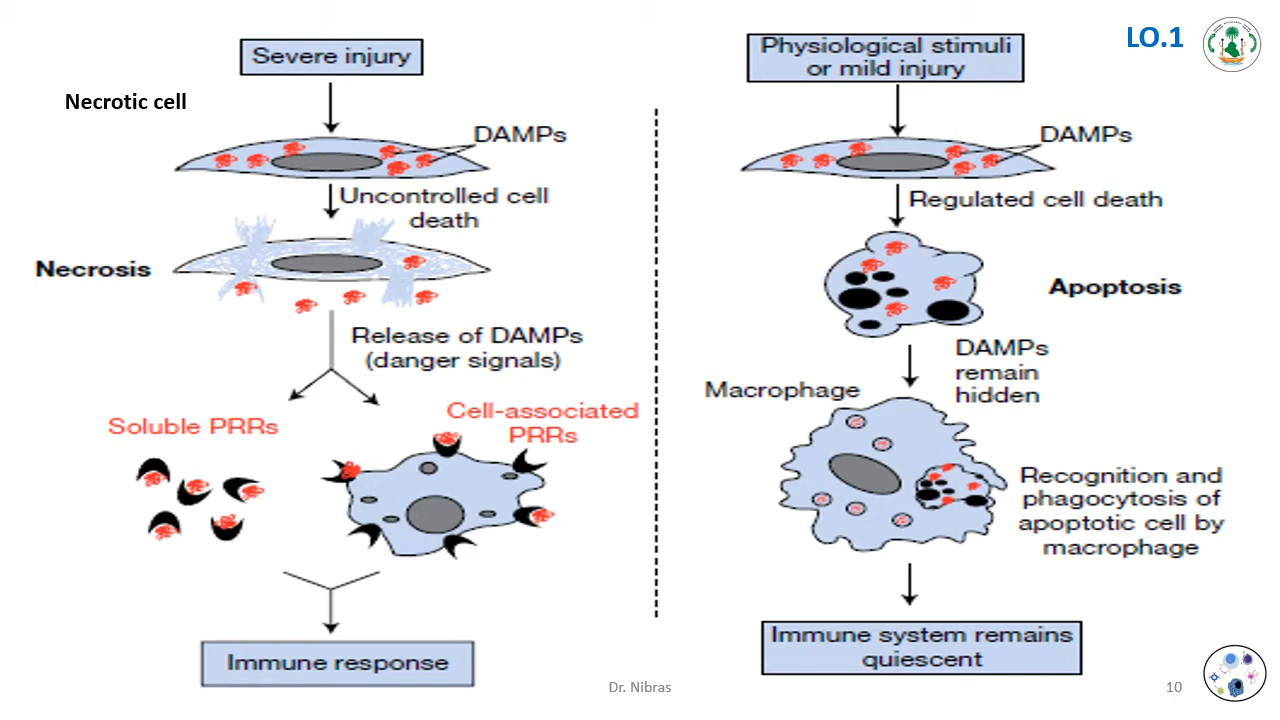 LO.1
Severe injury
Necrotic cell
DAMPs
Uncontrolled cell
death
Necrosis
Release of DAMPs
(danger signals)
Soluble PRRs
Cell-associated
PRRs
Immune response
Physiological stimuli
or mild injury
DAMPs
Regulated cell death
Apoptosis
DAMPs
remain
hidden
Macrophage
Recognition and
phagocytosis of
apoptotic cell by
macrophage
Immune system remains
quiescent
Dr. Nibras
10